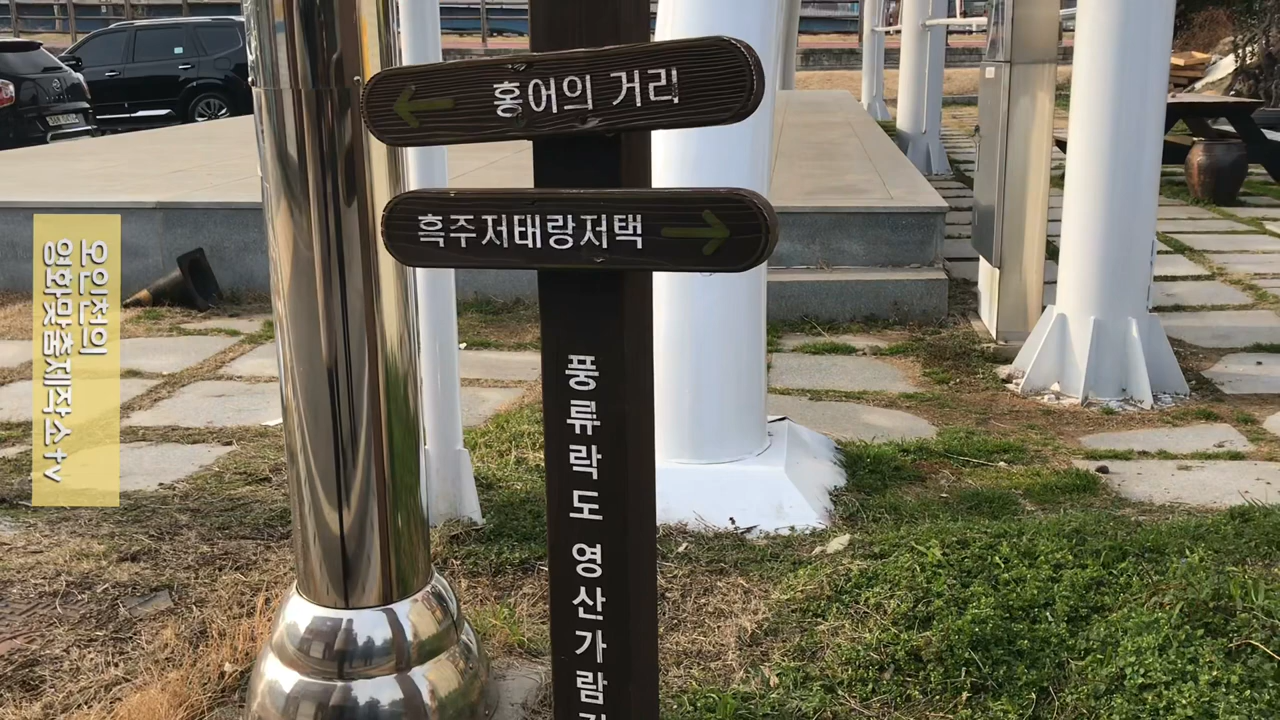 홍어의 거리
흑주저태랑저택
풍류락도 영산가람
오인천의
영화맞춤제작소tv